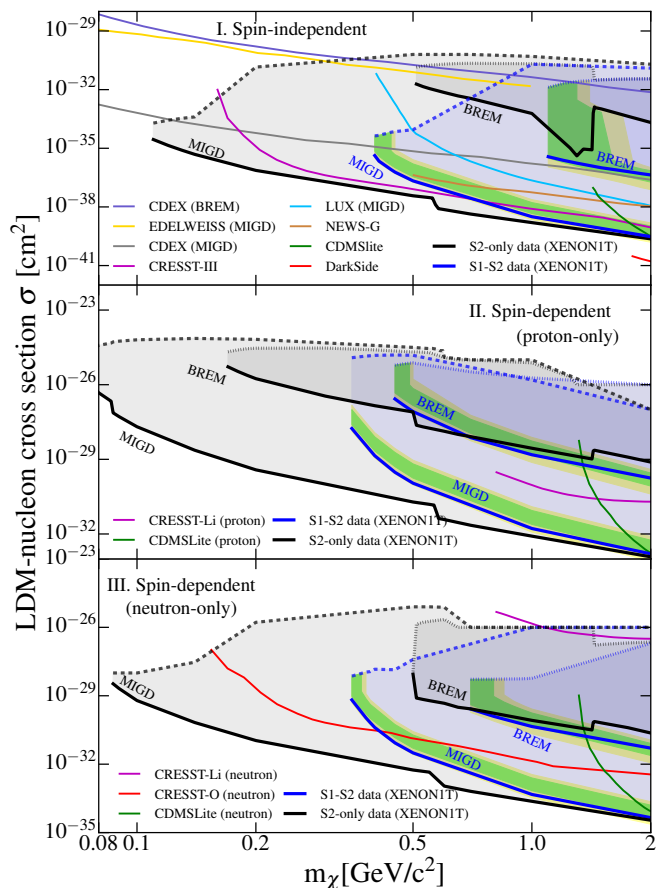 LDM-nucleon cross section σ [cm²]
I. Spin-independent
10⁻²⁹
10⁻³²
10⁻³⁵
10⁻³⁸
10⁻⁴¹
BREM
MIGD
MIGD
BREM
CDEX (BREM)
EDELWEISS (MIGD)
CDEX (MIGD)
CRESST-III
LUX (MIGD)
NEWS-G
CDMSlite
DarkSide
S2-only data (XENON1T)
S1-S2 data (XENON1T)
II. Spin-dependent
(proton-only)
10⁻²³
10⁻²⁶
10⁻²⁹
10⁻³²
BREM
BREM
MIGD
MIGD
CRESST-Li (proton)
CDMSLite (proton)
S1-S2 data (XENON1T)
S2-only data (XENON1T)
III. Spin-dependent
(neutron-only)
10⁻²³
10⁻²⁶
10⁻²⁹
10⁻³²
10⁻³⁵
MIGD
BREM
BREM
MIGD
CRESST-Li (neutron)
CRESST-O (neutron)
CDMSLite (neutron)
S1-S2 data (XENON1T)
S2-only data (XENON1T)
0.08 0.1 0.2 0.5 1.0 2
mᵪ[GeV/c²]